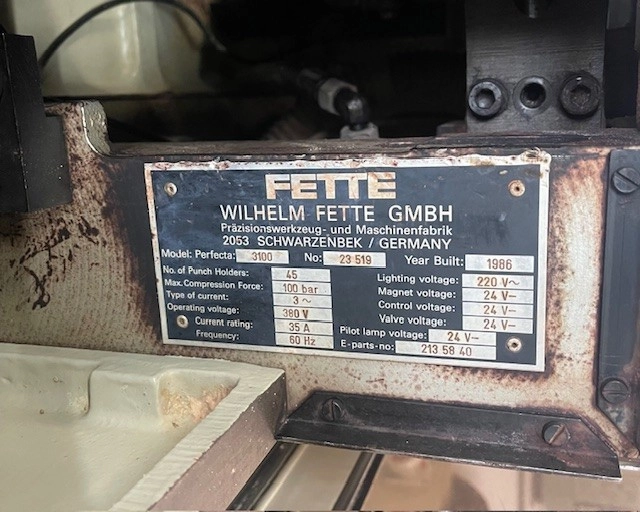 FETTE
WILHELM FETTE GMBH
Präzisionswerkzeug- und Maschinenfabrik
2053 SCHWARZENBEK / GERMANY
Model: Perfecta: 3100 No: 23 519 Year Built: 1986
No. of Punch Holders: 45
Max. Compression Force: 100 bar
Type of current: 3 ~
Operating voltage: 380 V
Current rating: 35 A
Frequency: 60 Hz
Lighting voltage: 220 V~
Magnet voltage: 24 V-
Control voltage: 24 V-
Valve voltage: 24 V-
Pilot lamp voltage: 24 V-
E-parts-no: 213 58 40